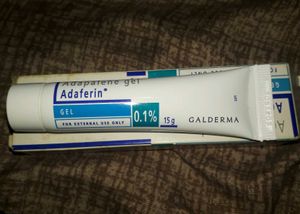 Adapalene gel
Adaferin*
GEL
FOR EXTERNAL USE ONLY
0.1%
15g
GALDERMA